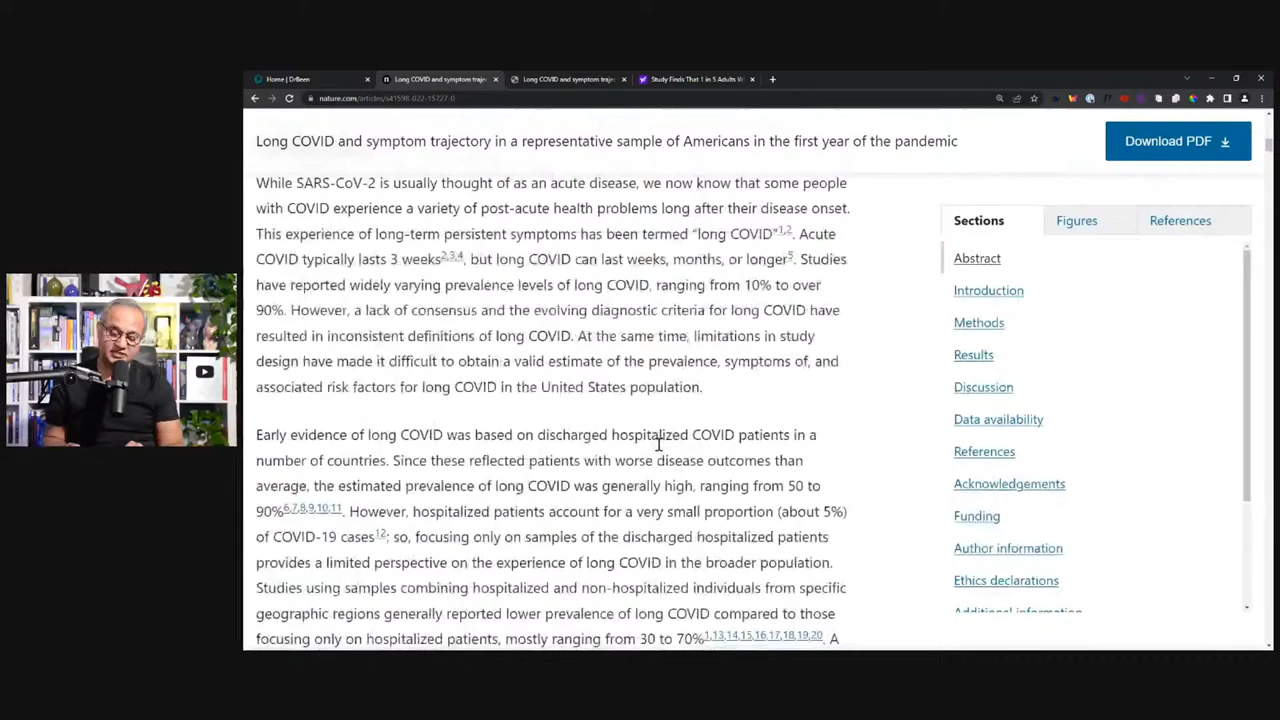 Home | DrBeen
Long COVID and symptom traje
Long COVID and symptom traje
Study Finds That 1 in 5 Adults W
nature.com/articles/s41598-022-15727-0
Long COVID and symptom trajectory in a representative sample of Americans in the first year of the pandemic
Download PDF
While SARS-CoV-2 is usually thought of as an acute disease, we now know that some people
with COVID experience a variety of post-acute health problems long after their disease onset.
This experience of long-term persistent symptoms has been termed “long COVID”1,2. Acute
COVID typically lasts 3 weeks2,3,4, but long COVID can last weeks, months, or longer5. Studies
have reported widely varying prevalence levels of long COVID, ranging from 10% to over
90%. However, a lack of consensus and the evolving diagnostic criteria for long COVID have
resulted in inconsistent definitions of long COVID. At the same time, limitations in study
design have made it difficult to obtain a valid estimate of the prevalence, symptoms of, and
associated risk factors for long COVID in the United States population.
Early evidence of long COVID was based on discharged hospitalized COVID patients in a
number of countries. Since these reflected patients with worse disease outcomes than
average, the estimated prevalence of long COVID was generally high, ranging from 50 to
90%6,7,8,9,10,11. However, hospitalized patients account for a very small proportion (about 5%)
of COVID-19 cases12; so, focusing only on samples of the discharged hospitalized patients
provides a limited perspective on the experience of long COVID in the broader population.
Studies using samples combining hospitalized and non-hospitalized individuals from specific
geographic regions generally reported lower prevalence of long COVID compared to those
focusing only on hospitalized patients, mostly ranging from 30 to 70%1,13,14,15,16,17,18,19,20. A
Sections
Figures
References
Abstract
Introduction
Methods
Results
Discussion
Data availability
References
Acknowledgements
Funding
Author information
Ethics declarations
Additional information